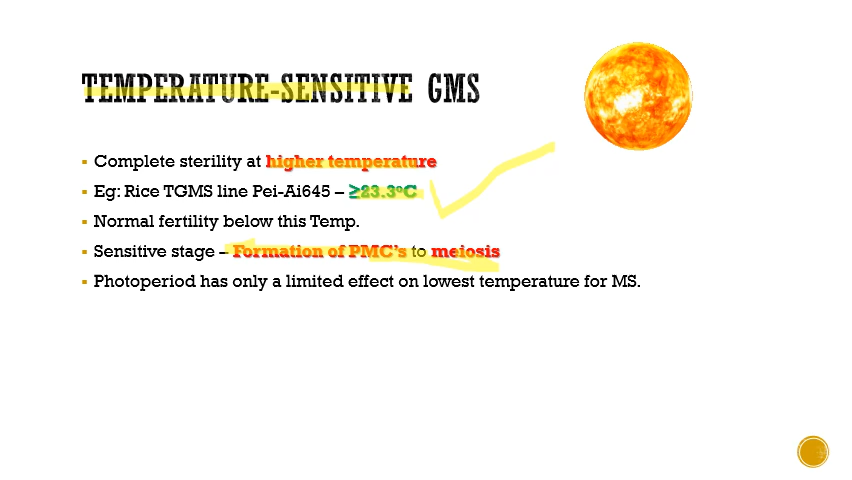 TEMPERATURE-SENSITIVE GMS
Complete sterility at higher temperature
Eg: Rice TGMS line Pei-Ai645 – ≥23.3°C
Normal fertility below this Temp.
Sensitive stage – Formation of PMC's to meiosis
Photoperiod has only a limited effect on lowest temperature for MS.